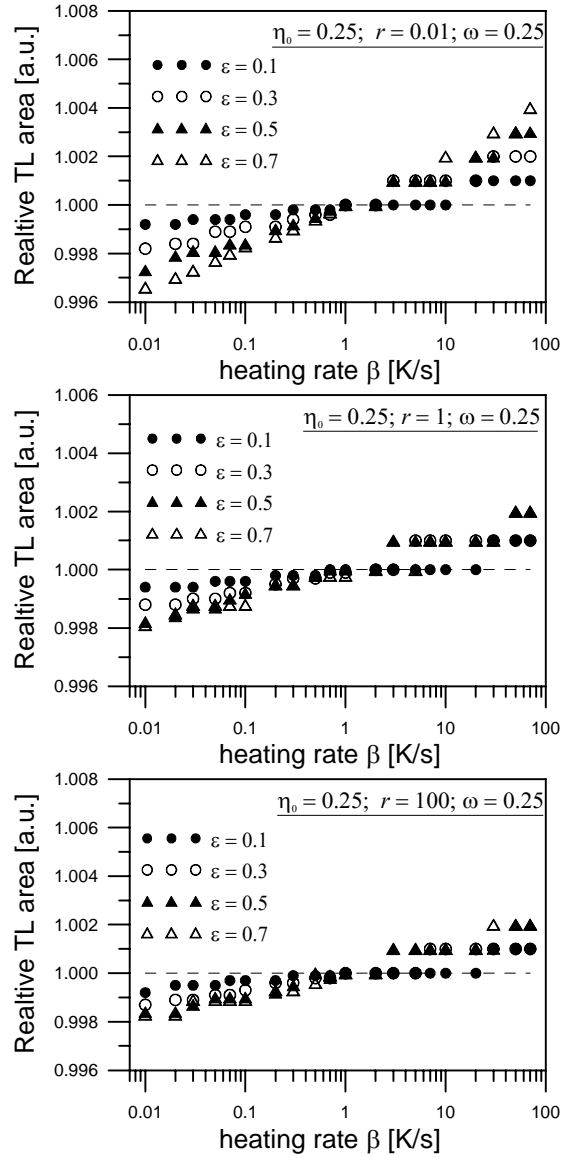 1.008
η₀ = 0.25; r = 0.01; ω = 0.25
1.006
ε = 0.1
ε = 0.3
1.004
ε = 0.5
1.002
ε = 0.7
1.000
0.998
0.996
Realtive TL area [a.u.]
0.01 0.1 1 10 100
heating rate β [K/s]
1.006
η₀ = 0.25; r = 1; ω = 0.25
ε = 0.1
1.004
ε = 0.3
ε = 0.5
1.002
ε = 0.7
1.000
0.998
0.996
Realtive TL area [a.u.]
0.01 0.1 1 10 100
heating rate β [K/s]
1.008
η₀ = 0.25; r = 100; ω = 0.25
1.006
ε = 0.1
ε = 0.3
1.004
ε = 0.5
ε = 0.7
1.002
1.000
0.998
0.996
Realtive TL area [a.u.]
0.01 0.1 1 10 100
heating rate β [K/s]